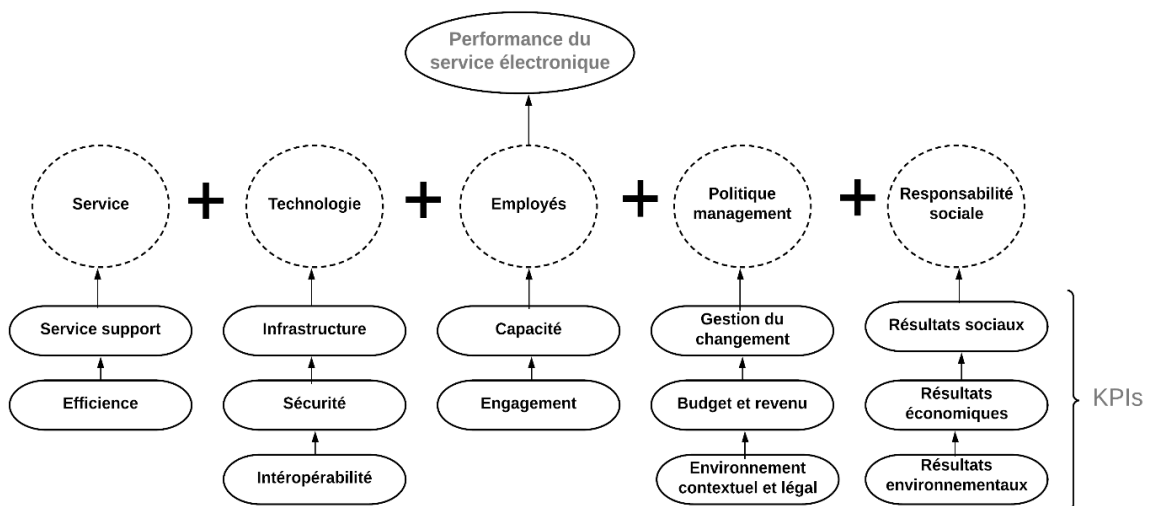 Performance du
service électronique
Service
+
Technologie
+
Employés
+
Politique
management
+
Responsabilité
sociale
Service support
Infrastructure
Capacité
Gestion du
changement
Résultats sociaux
Efficience
Sécurité
Engagement
Budget et revenu
Résultats
économiques
KPIs
Intéropérabilité
Environnement
contextuel et légal
Résultats
environnementaux